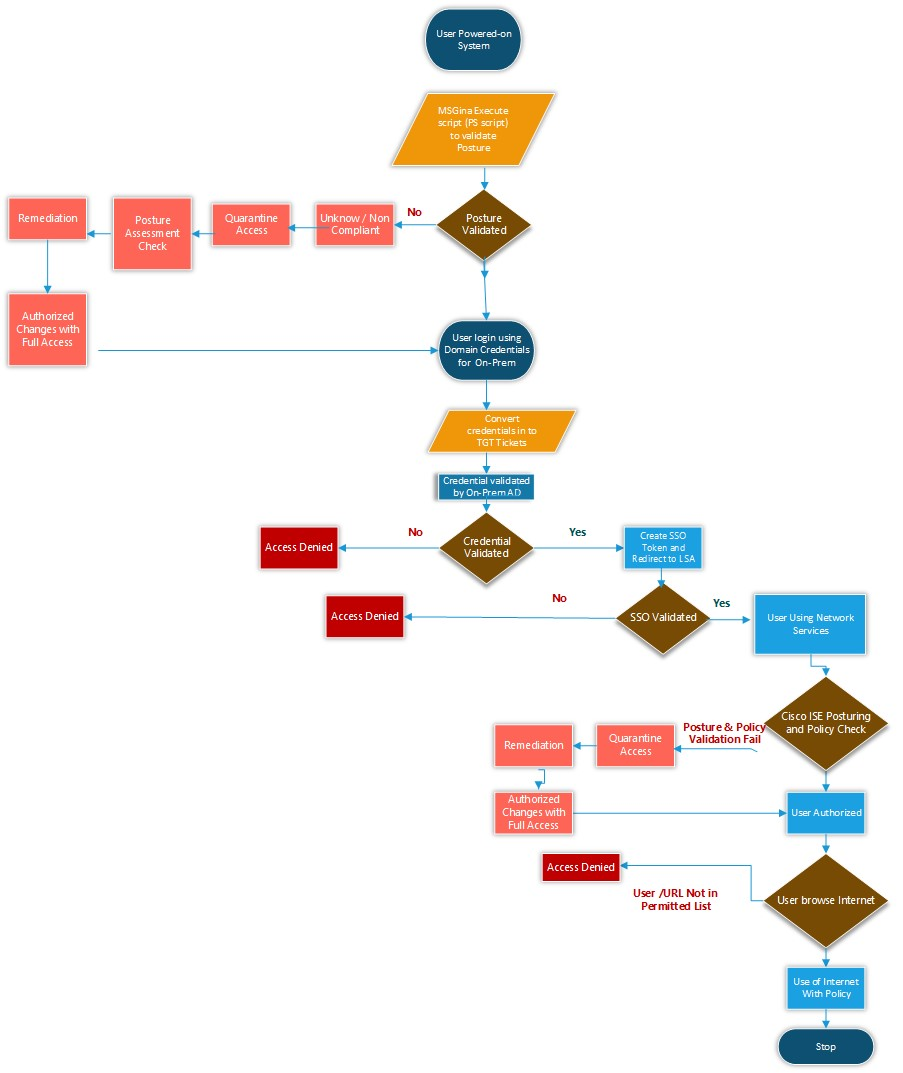 User Powered-on
System
MSGina Execute
script (PS script)
to validate
Posture
No
Posture
Validated
Unknow / Non
Compliant
Quarantine
Access
Posture
Assessment
Check
Remediation
Authorized
Changes with
Full Access
User login using
Domain Credentials
for On-Prem
Convert
credentials in to
TGT Tickets
Credential validated
by On-Prem AD
Credential
Validated
No
Access Denied
Yes
Create SSO
Token and
Redirect to LSA
SSO Validated
No
Access Denied
Yes
User Using Network
Services
Cisco ISE Posturing
and Policy Check
Posture & Policy
Validation Fail
Quarantine
Access
Remediation
Authorized
Changes with
Full Access
User Authorized
User browse Internet
Access Denied
User /URL Not in
Permitted List
Use of Internet
With Policy
Stop